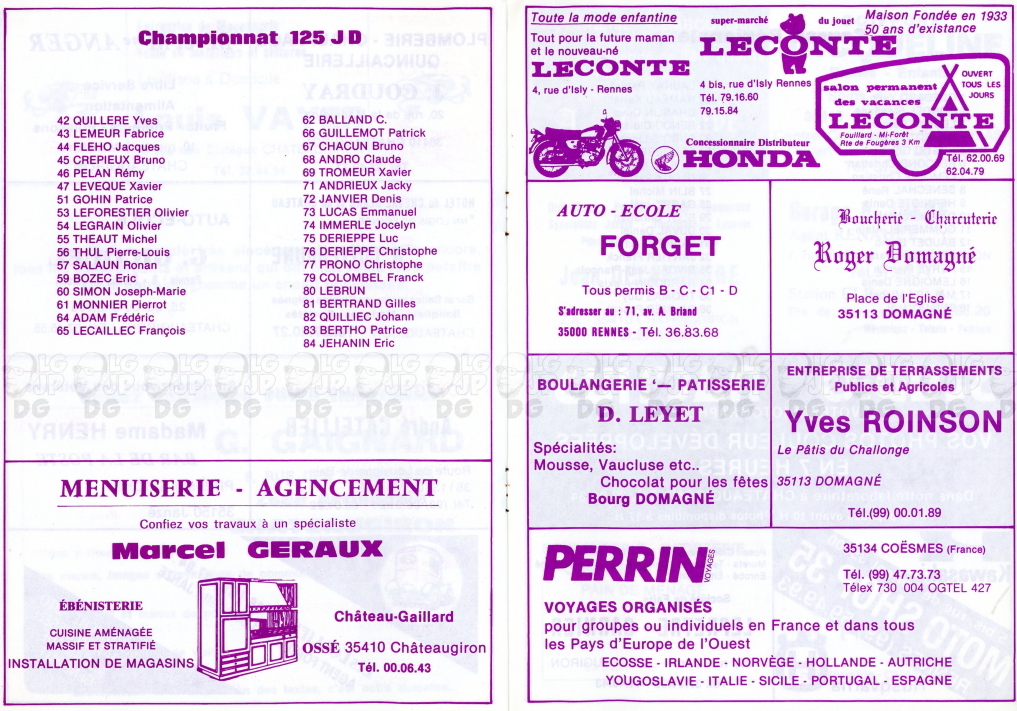 Championnat 125 J D
42 QUILLERE Yves
43 LEMEUR Fabrice
44 FLEHO Jacques
45 CREPIEUX Bruno
46 PELAN Rémy
47 LEVEQUE Xavier
51 GOHIN Patrice
53 LEFORESTIER Olivier
54 LEGRAIN Olivier
55 THEAUT Michel
56 THUL Pierre-Louis
57 SALAUN Ronan
59 BOZEC Eric
60 SIMON Joseph-Marie
61 MONNIER Pierrot
64 ADAM Frédéric
65 LECAILLEC François
62 BALLAND C.
66 GUILLEMOT Patrick
67 CHACUN Bruno
68 ANDRO Claude
69 TROMEUR Xavier
71 ANDRIEUX Jacky
72 JANVIER Denis
73 LUCAS Emmanuel
74 IMMERLE Jocelyn
75 DERIEPPE Luc
76 DERIEPPE Christophe
77 PRONO Christophe
79 COLOMBEL Franck
80 LEBRUN
81 BERTRAND Gilles
82 QUILLIEC Johann
83 BERTHO Patrice
84 JEHANIN Eric
MENUISERIE - AGENCEMENT
Confiez vos travaux à un spécialiste
Marcel GERAUX
ÉBÉNISTERIE
CUISINE AMÉNAGÉE
MASSIF ET STRATIFIÉ
INSTALLATION DE MAGASINS
Château-Gaillard
OSSÉ 35410 Châteaugiron
Tél. 00.06.43
Toute la mode enfantine
Tout pour la future maman
et le nouveau-né
LECONTE
4, rue d'Isly - Rennes
super-marché du jouet
LECONTE
4 bis, rue d'Isly Rennes
Tél. 79.16.60
79.15.84
Maison Fondée en 1933
50 ans d'existance
OUVERT
TOUS LES
JOURS
salon permanent
des vacances
LECONTE
Fouillard - Mi-Forêt
Rte de Fougères 3 Km
Tél. 62.00.69
62.04.79
Concessionnaire Distributeur
HONDA
AUTO - ECOLE
FORGET
Tous permis B - C - C1 - D
S'adresser au : 71, av. A. Briand
35000 RENNES - Tél. 36.83.68
Boucherie - Charcuterie
Roger Domagné
Place de l'Eglise
35113 DOMAGNÉ
BOULANGERIE '— PATISSERIE
D. LEYET
Spécialités:
Mousse, Vaucluse etc..
Chocolat pour les fêtes
Bourg DOMAGNÉ
ENTREPRISE DE TERRASSEMENTS
Publics et Agricoles
Yves ROINSON
Le Pâtis du Challonge
35113 DOMAGNÉ
Tél.(99) 00.01.89
PERRIN
VOYAGES
35134 COËSMES (France)
Tél. (99) 47.73.73
Télex 730 004 OGTEL 427
VOYAGES ORGANISÉS
pour groupes ou individuels en France et dans tous
les Pays d'Europe de l'Ouest
ECOSSE - IRLANDE - NORVÈGE - HOLLANDE - AUTRICHE
YOUGOSLAVIE - ITALIE - SICILE - PORTUGAL - ESPAGNE